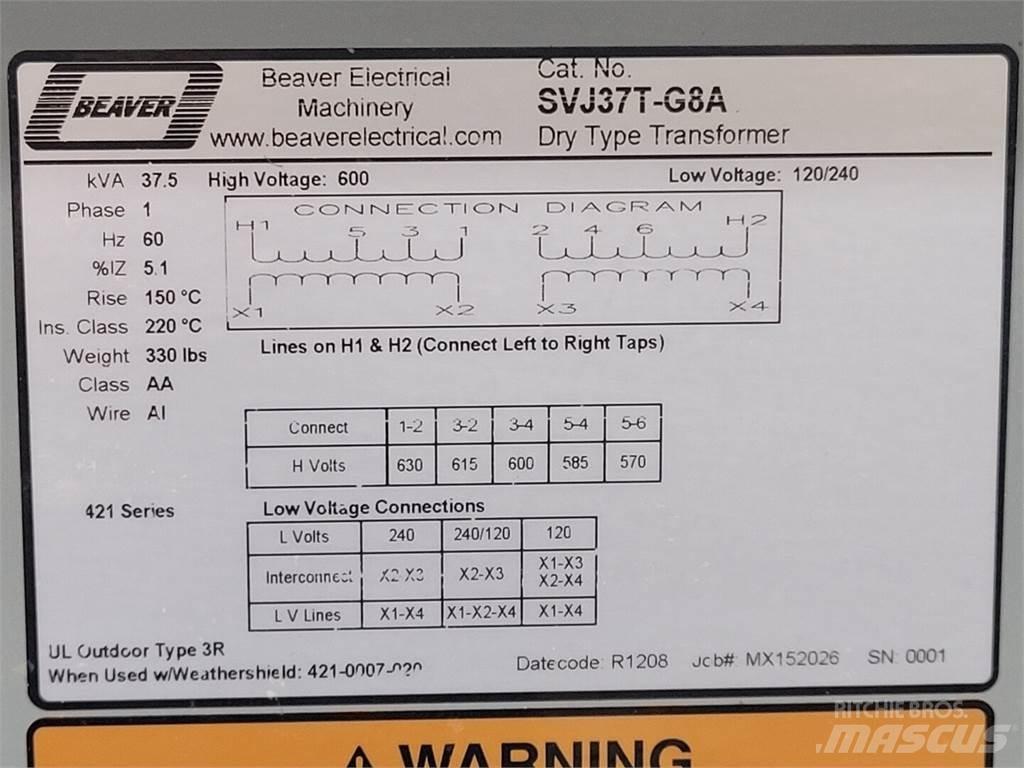 BEAVER
Beaver Electrical
Machinery
www.beaverelectrical.com
Cat. No.
SVJ37T-G8A
Dry Type Transformer
kVA 37.5
High Voltage: 600
Low Voltage: 120/240
Phase 1
Hz 60
%IZ 5.1
Rise 150 °C
Ins. Class 220 °C
Weight 330 lbs
Class AA
Wire Al
CONNECTION DIAGRAM
H1 5 3 1 2 4 6 H2
X1 X2 X3 X4
Lines on H1 & H2 (Connect Left to Right Taps)
Connect 1-2 3-2 3-4 5-4 5-6
H Volts 630 615 600 585 570
421 Series
Low Voltage Connections
L Volts 240 240/120 120
Interconnect X2-X3 X2-X3 X1-X3
X2-X4
L V Lines X1-X4 X1-X2-X4 X1-X4
UL Outdoor Type 3R
When Used w/Weathershield: 421-0007-020
Datecode: R1208 Job# MX152026 SN: 0001
⚠ WARNING
RITCHIE BROS.
MASCUS